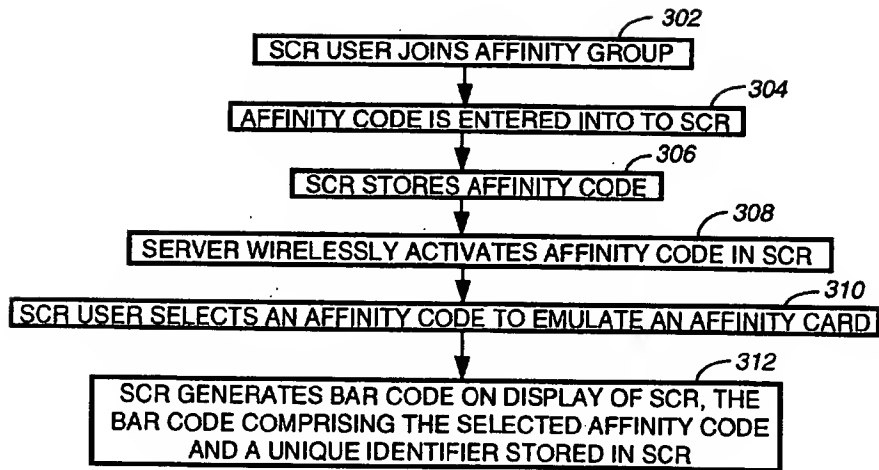 302
SCR USER JOINS AFFINITY GROUP
304
AFFINITY CODE IS ENTERED INTO TO SCR
306
SCR STORES AFFINITY CODE
308
SERVER WIRELESSLY ACTIVATES AFFINITY CODE IN SCR
310
SCR USER SELECTS AN AFFINITY CODE TO EMULATE AN AFFINITY CARD
312
SCR GENERATES BAR CODE ON DISPLAY OF SCR, THE
BAR CODE COMPRISING THE SELECTED AFFINITY CODE
AND A UNIQUE IDENTIFIER STORED IN SCR